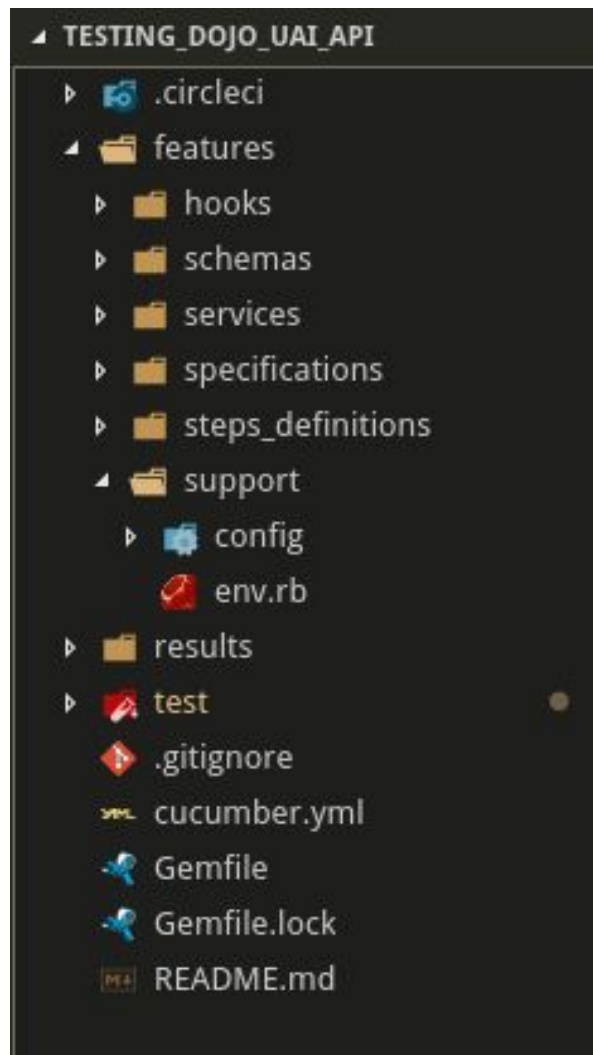 TESTING_DOJO_UAI_API
.circleci
features
hooks
schemas
services
specifications
steps_definitions
support
config
env.rb
results
test
.gitignore
cucumber.yml
Gemfile
Gemfile.lock
README.md